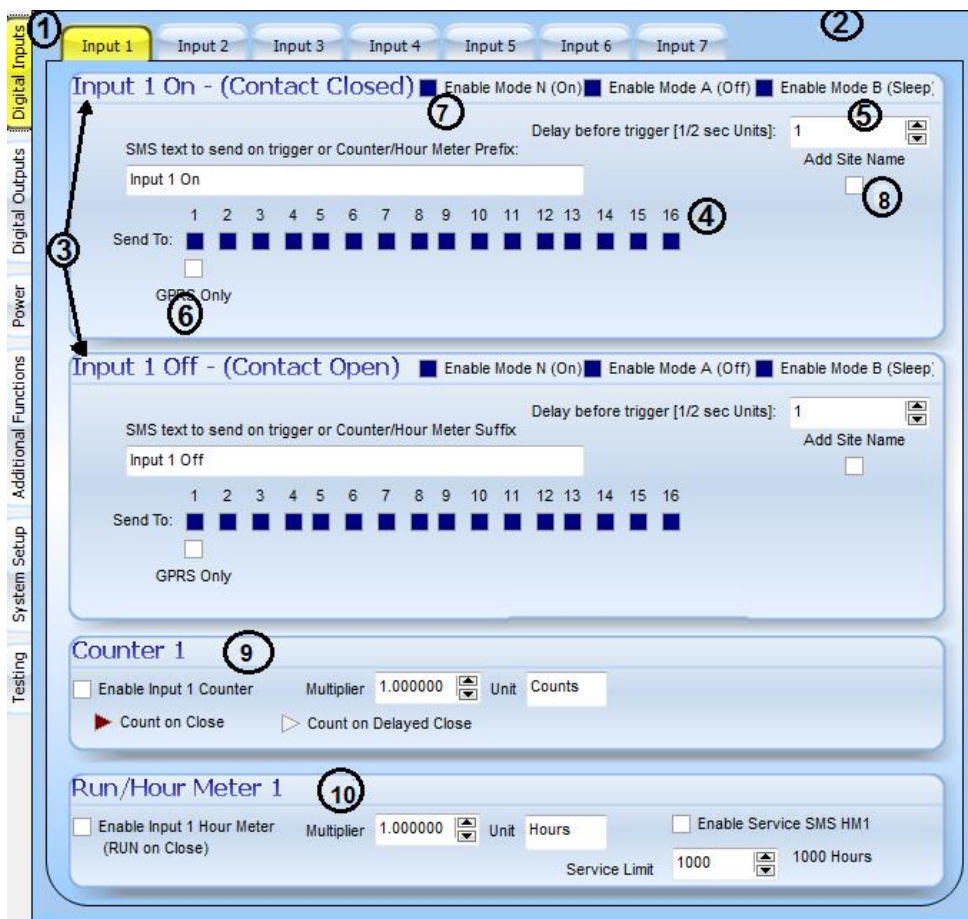 1
2
Digital Inputs
Digital Outputs
Power
Additional Functions
System Setup
Testing
Input 1 Input 2 Input 3 Input 4 Input 5 Input 6 Input 7
Input 1 On - (Contact Closed) Enable Mode N (On) Enable Mode A (Off) Enable Mode B (Sleep)
7
5
Delay before trigger [1/2 sec Units]: 1
SMS text to send on trigger or Counter/Hour Meter Prefix:
Add Site Name
Input 1 On
8
1 2 3 4 5 6 7 8 9 10 11 12 13 14 15 16
4
Send To:
3
GPRS Only
6
Input 1 Off - (Contact Open) Enable Mode N (On) Enable Mode A (Off) Enable Mode B (Sleep)
Delay before trigger [1/2 sec Units]: 1
SMS text to send on trigger or Counter/Hour Meter Suffix
Add Site Name
Input 1 Off
1 2 3 4 5 6 7 8 9 10 11 12 13 14 15 16
Send To:
GPRS Only
Counter 1
9
Enable Input 1 Counter Multiplier 1.000000 Unit Counts
Count on Close Count on Delayed Close
Run/Hour Meter 1
10
Enable Input 1 Hour Meter Multiplier 1.000000 Unit Hours Enable Service SMS HM1
(RUN on Close)
Service Limit 1000 1000 Hours